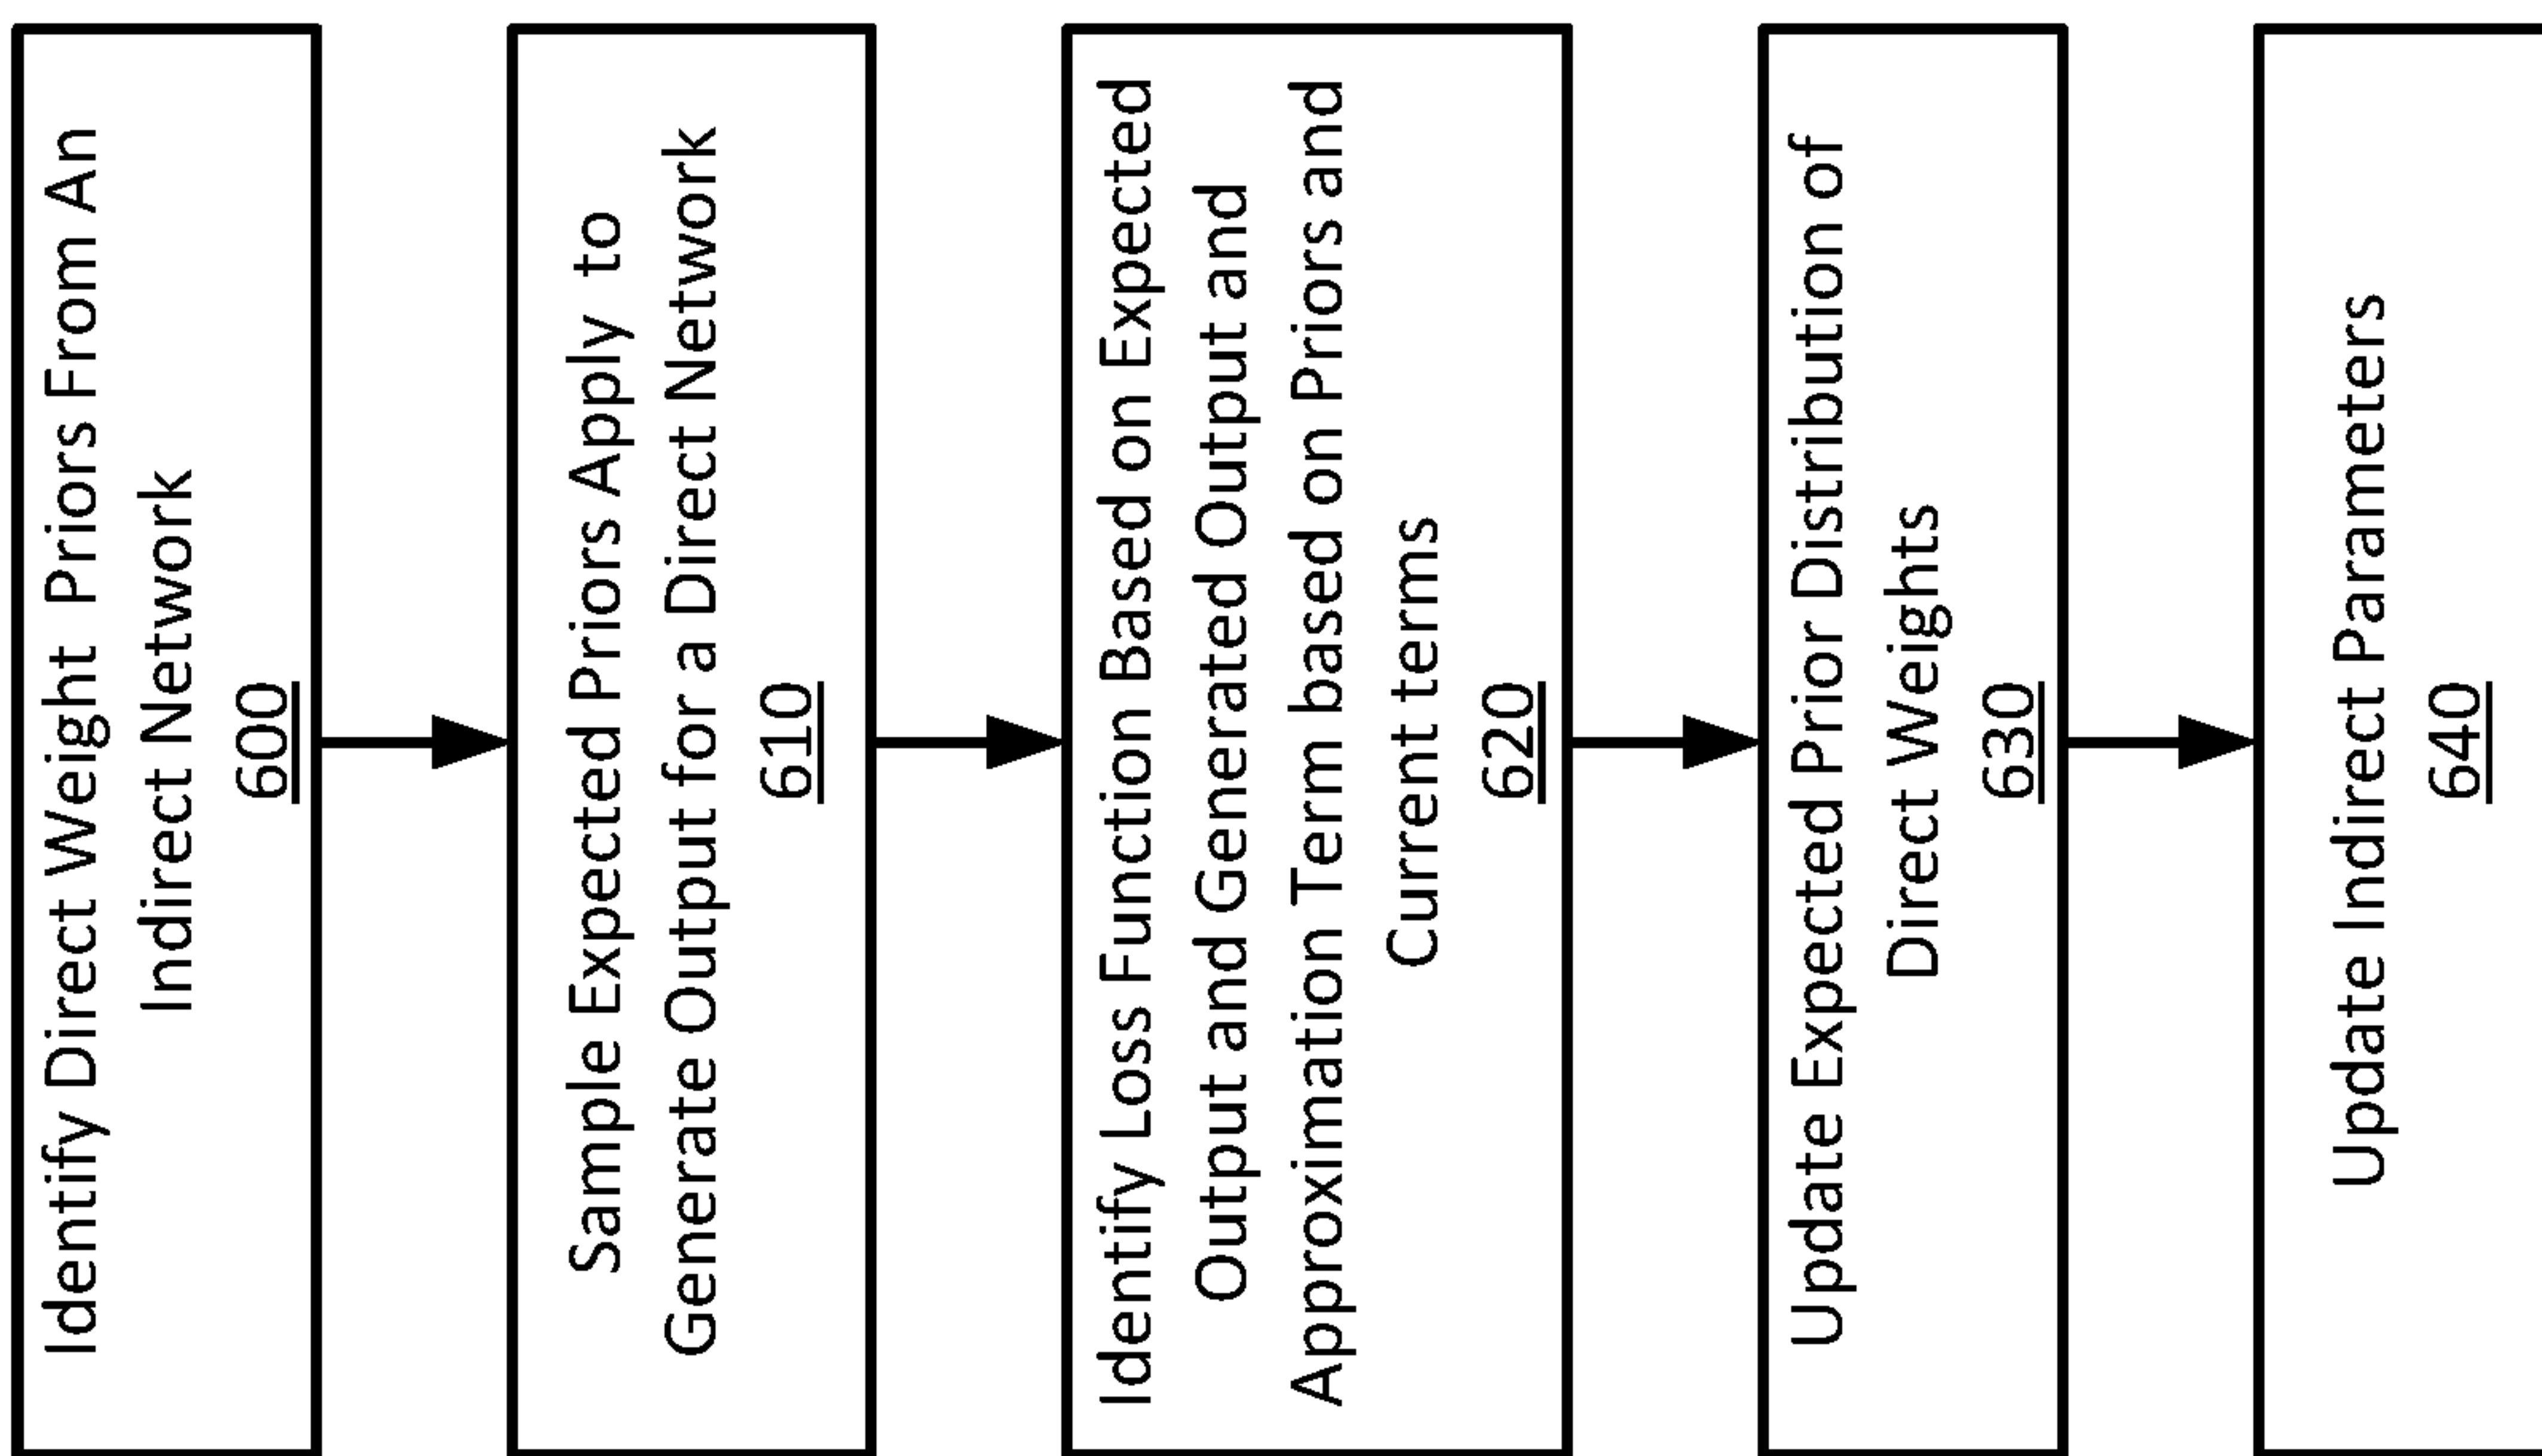 Identify Direct Weight Priors From An
Indirect Network
600
Sample Expected Priors Apply to
Generate Output for a Direct Network
610
Identify Loss Function Based on Expected
Output and Generated Output and
Approximation Term based on Priors and
Current terms
620
Update Expected Prior Distribution of
Direct Weights
630
Update Indirect Parameters
640